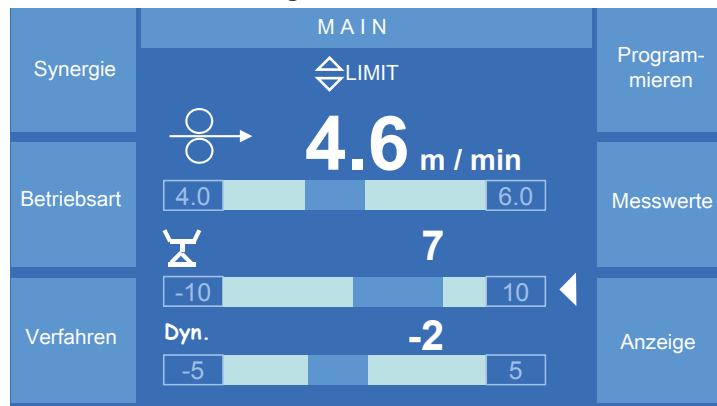 MAIN
Synergie
LIMIT
Program-
mieren
4.6 m / min
Betriebsart
4.0
6.0
Messwerte
7
-10
10
Verfahren
Dyn.
-2
Anzeige
-5
5